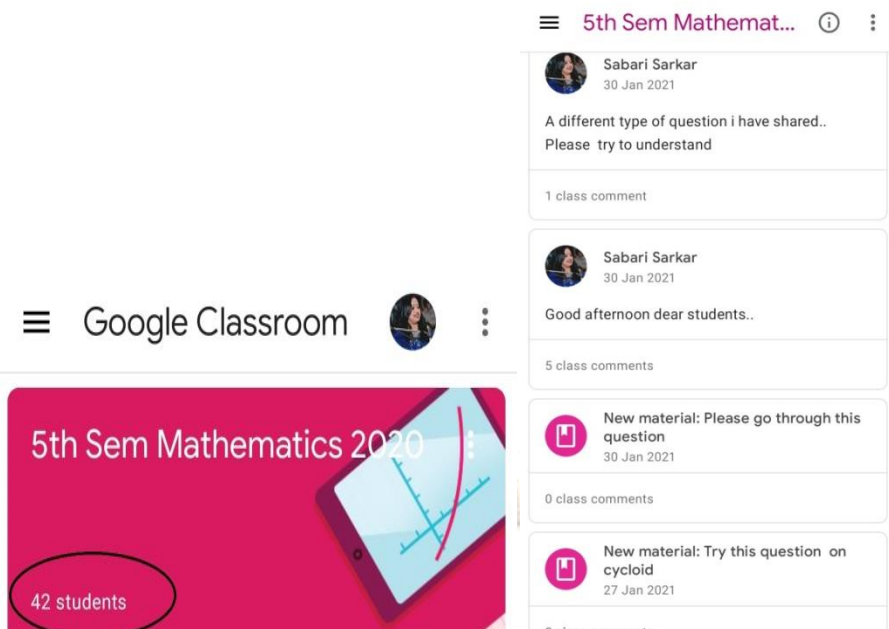 Google Classroom
5th Sem Mathematics 2020
42 students
5th Sem Mathemat...
Sabari Sarkar
30 Jan 2021
A different type of question i have shared..
Please try to understand
1 class comment
Sabari Sarkar
30 Jan 2021
Good afternoon dear students..
5 class comments
New material: Please go through this
question
30 Jan 2021
0 class comments
New material: Try this question on
cycloid
27 Jan 2021